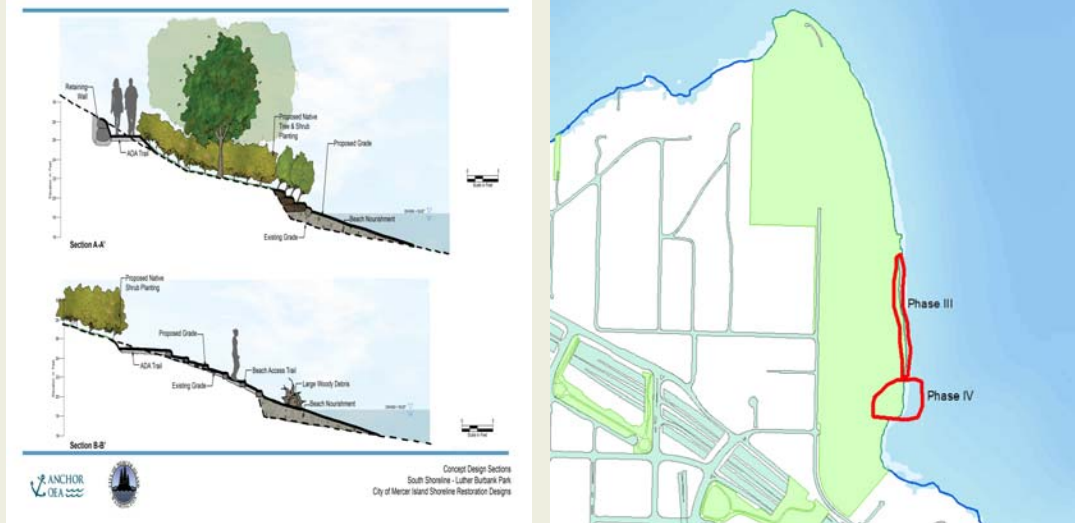 Retaining
Wall
ADA Trail
Proposed Native
Tree & Shrub
Planting
Proposed Grade
Beach Nourishment
Existing Grade
Section A-A'
Proposed Native
Shrub Planting
Proposed Grade
ADA Trail
Existing Grade
Beach Access Trail
Large Woody Debris
Beach Nourishment
Section B-B'
ANCHOR
QEA
Concept Design Sections
South Shoreline - Luther Burbank Park
City of Mercer Island Shoreline Restoration Designs
Phase III
Phase IV